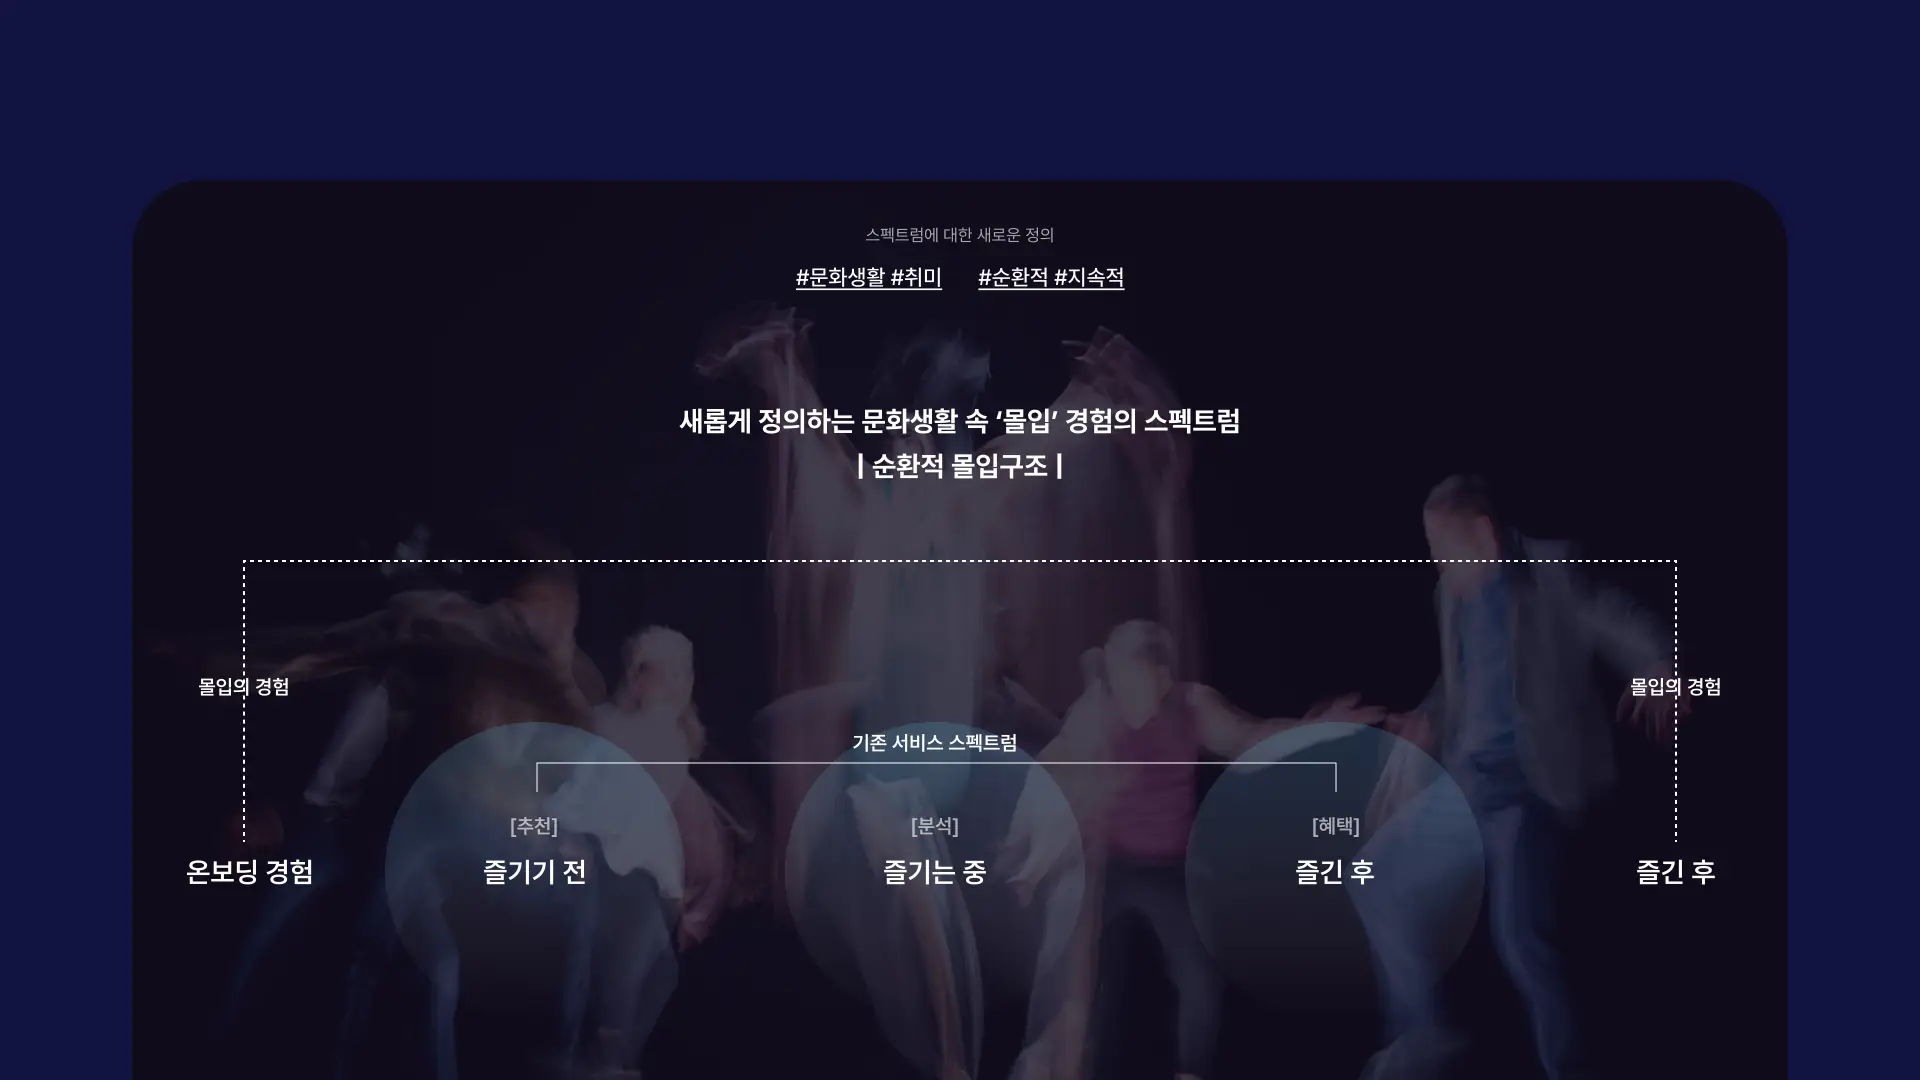 스펙트럼에 대한 새로운 정의
#문화생활 #취미 #순환적 #지속적
새롭게 정의하는 문화생활 속 ‘몰입’ 경험의 스펙트럼
| 순환적 몰입구조 |
몰입의 경험
몰입의 경험
기존 서비스 스펙트럼
[추천]
[분석]
[혜택]
온보딩 경험
즐기기 전
즐기는 중
즐긴 후
즐긴 후